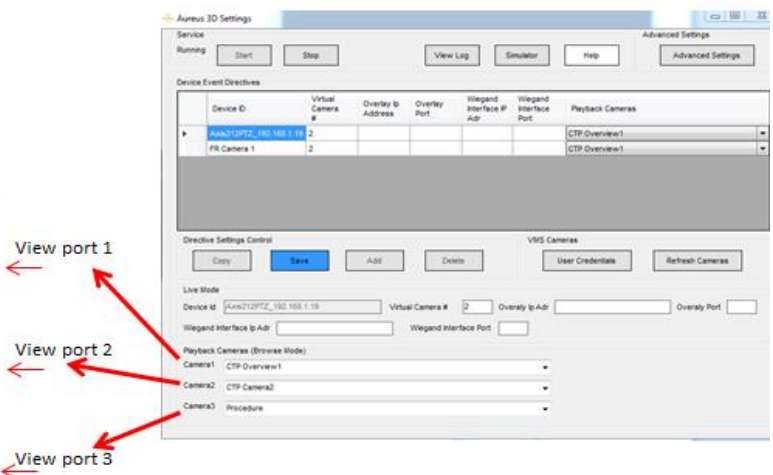 Aureus 3D Settings
Service
Advanced Settings
Running Start Stop View Log Simulator Help Advanced Settings
Device Event Directives
Device ID Virtual Camera # Overlay Ip Address Overlay Port Wiegand Interface IP Adr Wiegand Interface Port Playback Cameras
Axis212PTZ_192.168.1.19 2 CTP Overview1
FR Camera 1 2 CTP Overview1
Directive Settings Control VMS Cameras
Copy Save Add Delete User Credentials Refresh Cameras
View port 1
Live Mode
Device Id Axis212PTZ_192.168.1.19 Virtual Camera # 2 Overaly Ip Adr Overaly Port
Wiegand Interface Ip Adr Wiegand Interface Port
View port 2
Playback Cameras (Browse Mode)
Camera1 CTP Overview1
Camera2 CTP Camera2
Camera3 Procedure
View port 3